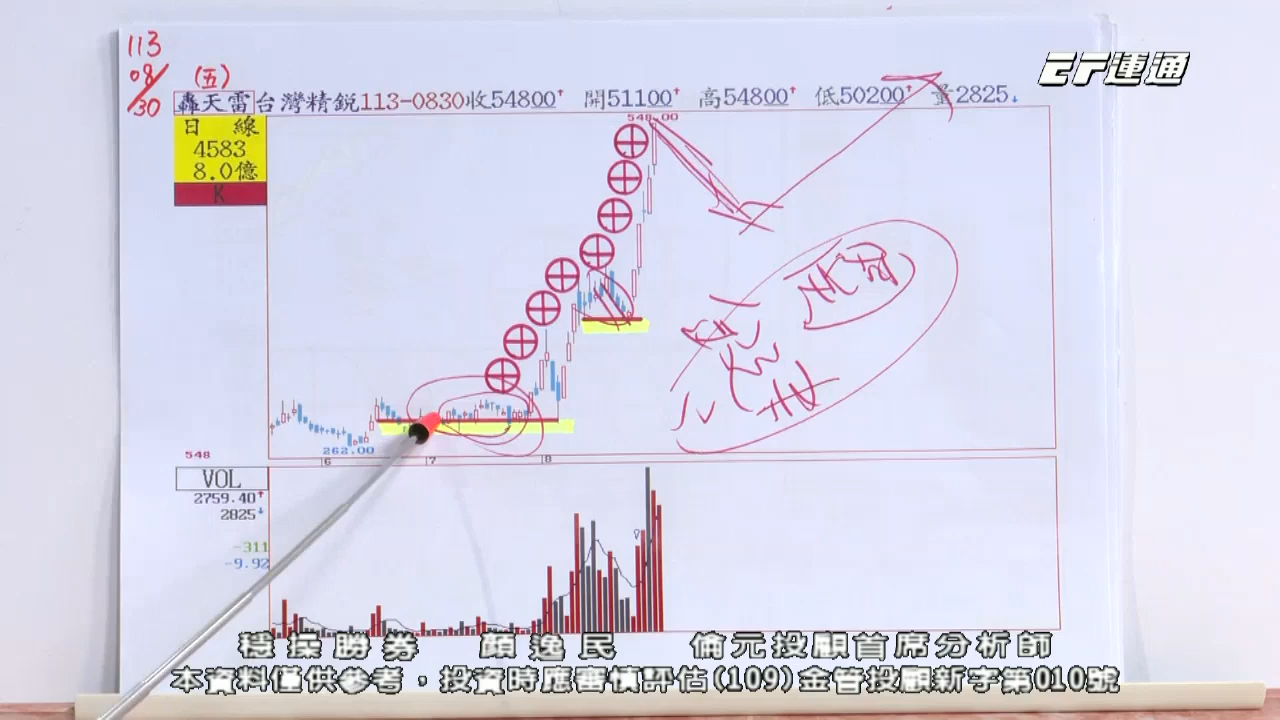 113
08/30
(五)
EF運通
轟天雷台灣精銳113-0830收54800↑ 開51100↑ 高54800↑ 低50200↑ 量2825↓
日 線
4583
8.0億
K
548.00
262.00
548
6 7 8
VOL
2759.40↑
2825↓
-311
-9.92
穩操勝券 顏逸民 倫元投顧首席分析師
本資料僅供參考，投資時應審慎評估(109)金管投顧新字第010號